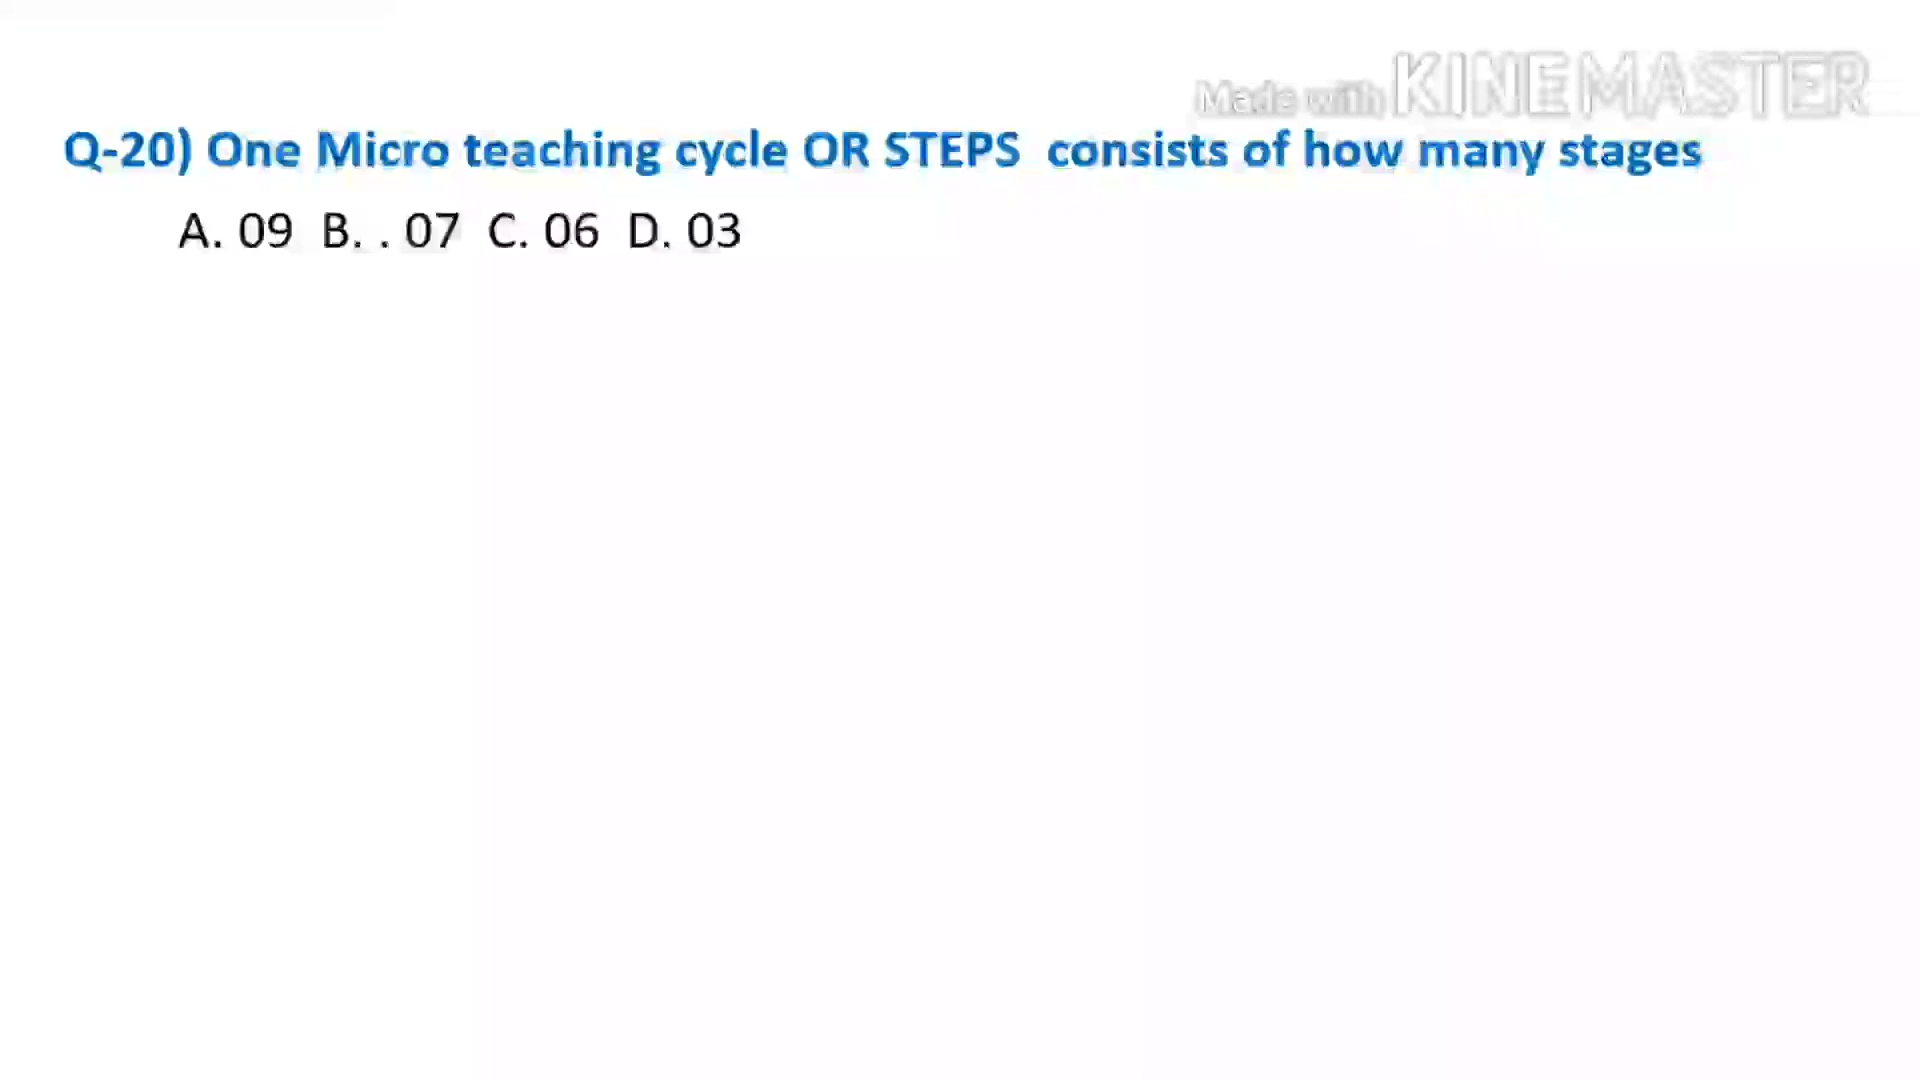 Made with KINEMASTER
Q-20) One Micro teaching cycle OR STEPS consists of how many stages
A. 09 B. . 07 C. 06 D. 03